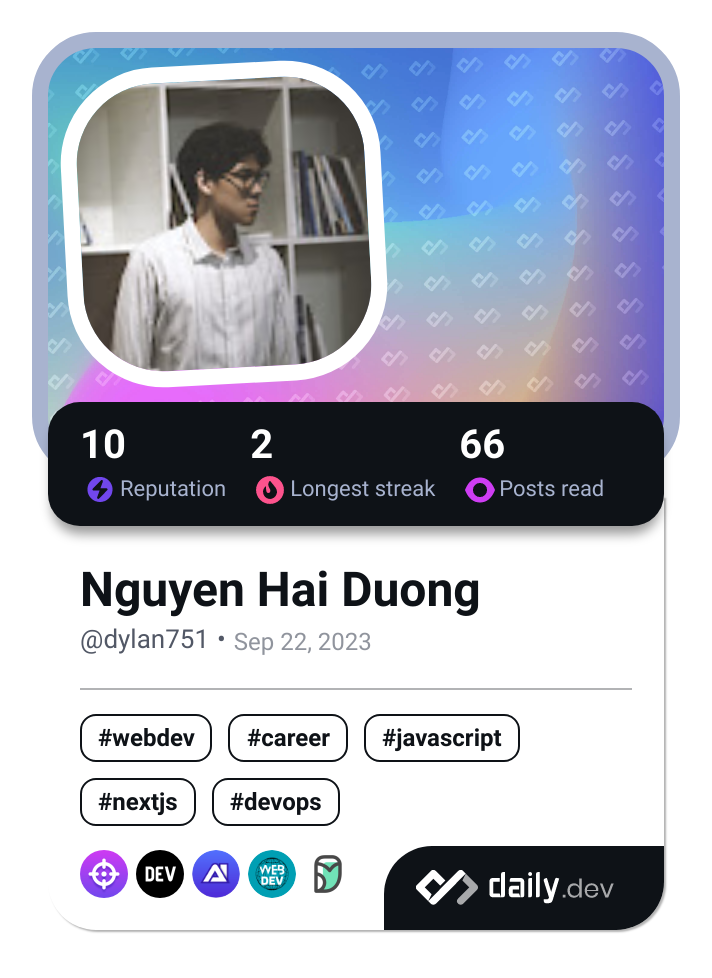 10 2 66
Reputation Longest streak Posts read
Nguyen Hai Duong
@dylan751 • Sep 22, 2023
#webdev #career #javascript
#nextjs #devops
DEV WEB DEV
daily.dev